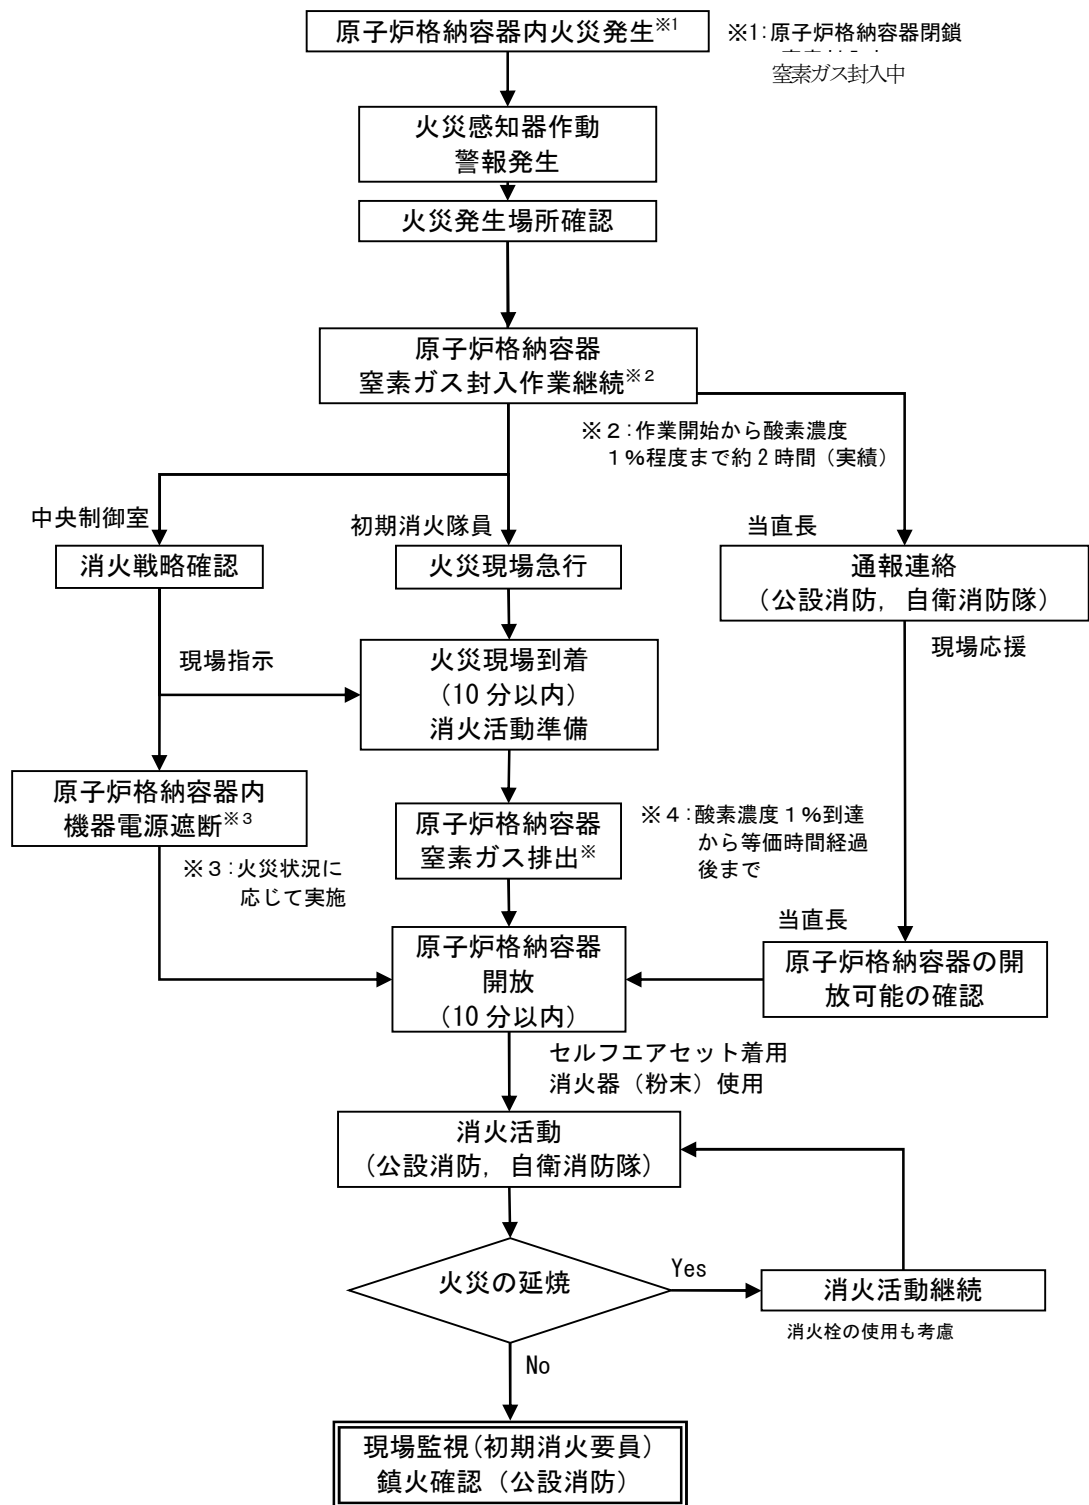 原子炉格納容器内火災発生※1
※1:原子炉格納容器閉鎖
窒素ガス封入中
火災感知器作動
警報発生
火災発生場所確認
原子炉格納容器
窒素ガス封入作業継続※2
※2:作業開始から酸素濃度
1%程度まで約2時間(実績)
中央制御室
初期消火隊員
当直長
消火戦略確認
火災現場急行
通報連絡
(公設消防,自衛消防隊)
現場指示
現場応援
火災現場到着
(10分以内)
消火活動準備
原子炉格納容器内
機器電源遮断※3
※3:火災状況に
応じて実施
原子炉格納容器
窒素ガス排出※
※4:酸素濃度1%到達
から等価時間経過
後まで
当直長
原子炉格納容器
開放
(10分以内)
原子炉格納容器の開
放可能の確認
セルフエアセット着用
消火器(粉末)使用
消火活動
(公設消防,自衛消防隊)
火災の延焼
Yes
消火活動継続
消火栓の使用も考慮
No
現場監視(初期消火要員)
鎮火確認(公設消防)